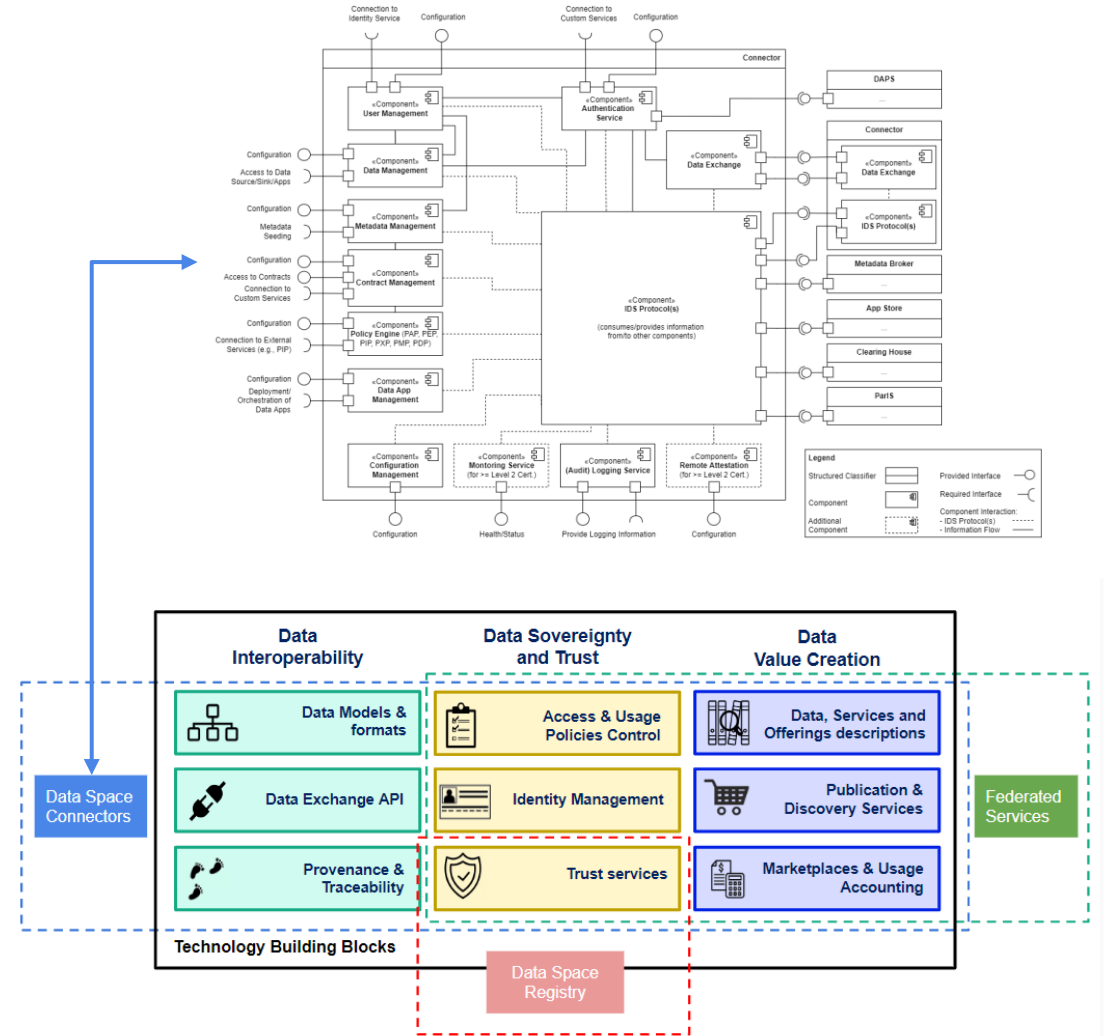 Connection to
Identity Service
Configuration
Connection to
Custom Services
Configuration
Connector
«Component»
User Management
«Component»
Authentication
Service
DAPS
...
Configuration
Access to Data
Source/Sink/Apps
«Component»
Data Management
«Component»
Data Exchange
Connector
«Component»
Data Exchange
Configuration
Metadata
Seeding
«Component»
Metadata Management
«Component»
IDS Protocol(s)
Configuration
Access to Contracts
Connection to
Custom Services
«Component»
Contract Management
Metadata Broker
...
«Component»
IDS Protocol(s)
(consumes/provides information
from/to other components)
App Store
...
Configuration
Connection to External
Services (e.g., PIP)
«Component»
Policy Engine (PAP, PEP,
PIP, PXP, PMP, PDP)
Clearing House
...
Configuration
Deployment/
Orchestration of
Data Apps
«Component»
Data App
Management
ParIS
...
«Component»
Configuration
Management
«Component»
Montoring Service
(for >= Level 2 Cert.)
«Component»
(Audit) Logging Service
«Component»
Remote Attestation
(for >= Level 2 Cert.)
Configuration
Health/Status
Provide Logging Information
Configuration
Legend
Structured Classifier
Component
Additional
Component
Provided Interface
Required Interface
Component Interaction:
- IDS Protocol(s)
- Information Flow
Data
Interoperability
Data Sovereignty
and Trust
Data
Value Creation
Data Models &
formats
Access & Usage
Policies Control
Data, Services and
Offerings descriptions
Data Space
Connectors
Data Exchange API
Identity Management
Publication &
Discovery Services
Federated
Services
Provenance &
Traceability
Trust services
Marketplaces & Usage
Accounting
Technology Building Blocks
Data Space
Registry